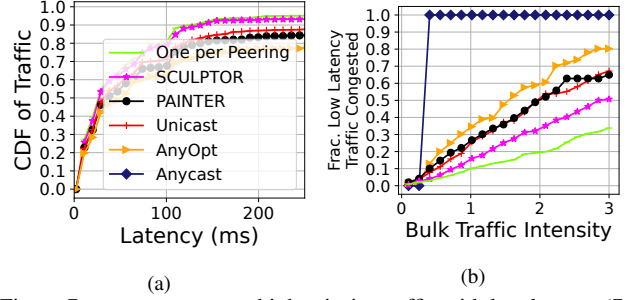 CDF of Traffic
1.0
0.9
0.8
0.7
0.6
0.5
0.4
0.3
0.2
0.1
0.0
One per Peering
SCULPTOR
PAINTER
Unicast
AnyOpt
Anycast
0
100
200
Latency (ms)
(a)
Frac. Low Latency
Traffic Congested
1.0
0.9
0.8
0.7
0.6
0.5
0.4
0.3
0.2
0.1
0.0
0
1
2
3
Bulk Traffic Intensity
(b)